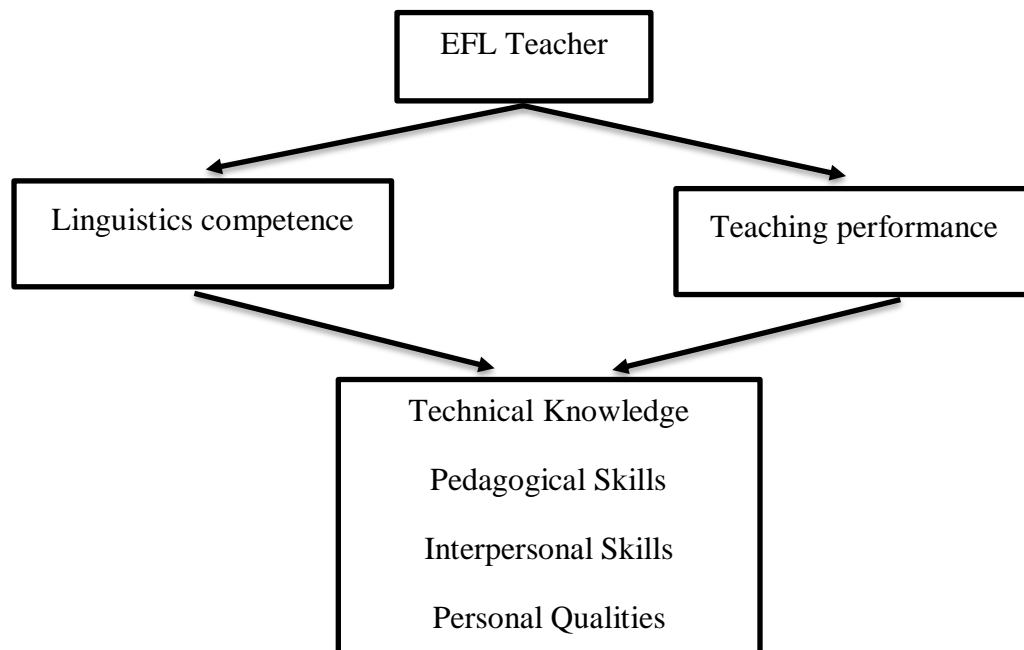 EFL Teacher
Linguistics competence
Teaching performance
Technical Knowledge
Pedagogical Skills
Interpersonal Skills
Personal Qualities